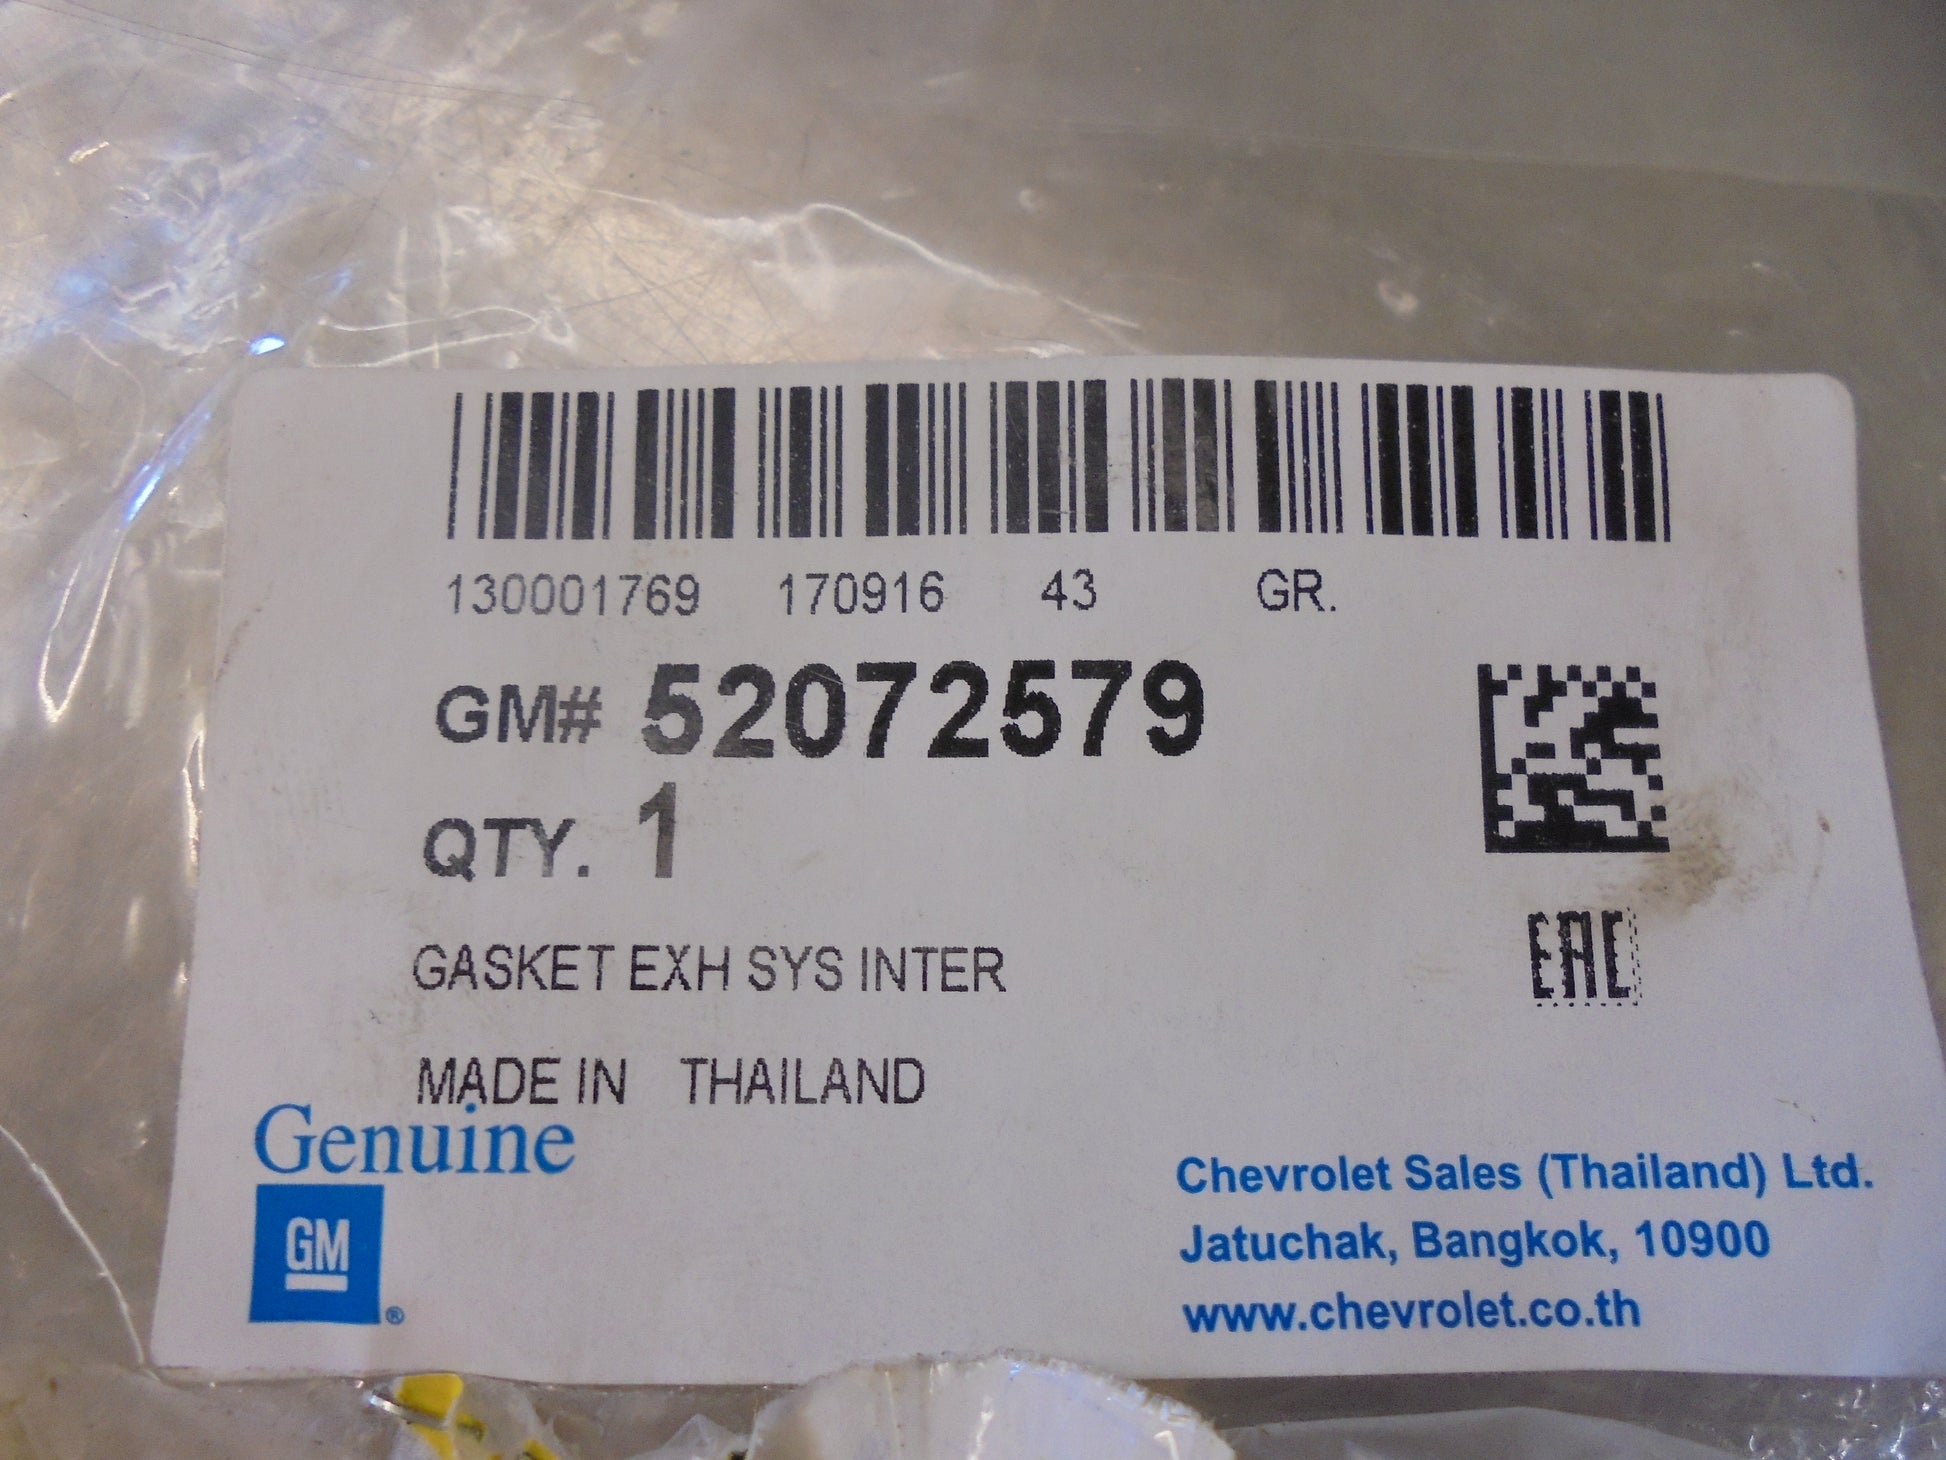 130001769 170916 43 GR.
GM# 52072579
QTY. 1
EAC
GASKET EXH SYS INTER
MADE IN THAILAND
Genuine
GM
®
Chevrolet Sales (Thailand) Ltd.
Jatuchak, Bangkok, 10900
www.chevrolet.co.th